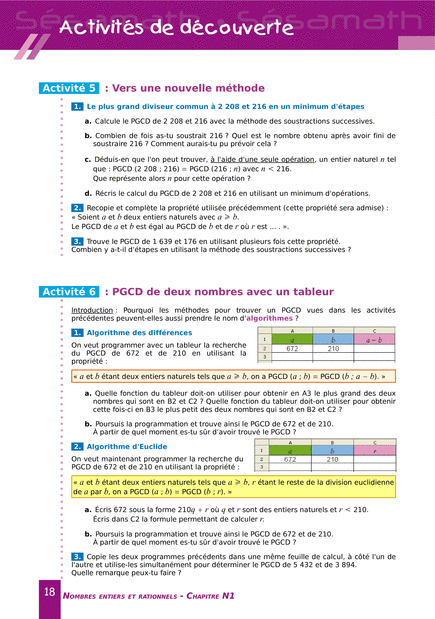 Sésamath
Sésamath
Activités de découverte
Activité 5 : Vers une nouvelle méthode
1. Le plus grand diviseur commun à 2 208 et 216 en un minimum d'étapes
a. Calcule le PGCD de 2 208 et 216 avec la méthode des soustractions successives.
b. Combien de fois as-tu soustrait 216 ? Quel est le nombre obtenu après avoir fini de
soustraire 216 ? Comment aurais-tu pu prévoir cela ?
c. Déduis-en que l'on peut trouver, à l'aide d'une seule opération, un entier naturel n tel
que : PGCD (2 208 ; 216) = PGCD (216 ; n) avec n < 216.
Que représente alors n pour cette opération ?
d. Récris le calcul du PGCD de 2 208 et 216 en utilisant un minimum d'opérations.
2. Recopie et complète la propriété utilisée précédemment (cette propriété sera admise) :
« Soient a et b deux entiers naturels avec a ⩾ b.
Le PGCD de a et b est égal au PGCD de b et de r où r est ... . ».
3. Trouve le PGCD de 1 639 et 176 en utilisant plusieurs fois cette propriété.
Combien y a-t-il d'étapes en utilisant la méthode des soustractions successives ?
Activité 6 : PGCD de deux nombres avec un tableur
Introduction : Pourquoi les méthodes pour trouver un PGCD vues dans les activités
précédentes peuvent-elles aussi prendre le nom d'algorithmes ?
1. Algorithme des différences
On veut programmer avec un tableur la recherche
du PGCD de 672 et de 210 en utilisant la
propriété :
A B C
1 a b a − b
2 672 210
3
« a et b étant deux entiers naturels tels que a ⩾ b, on a PGCD (a ; b) = PGCD (b ; a − b). »
a. Quelle fonction du tableur doit-on utiliser pour obtenir en A3 le plus grand des deux
nombres qui sont en B2 et C2 ? Quelle fonction du tableur doit-on utiliser pour obtenir
cette fois-ci en B3 le plus petit des deux nombres qui sont en B2 et C2 ?
b. Poursuis la programmation et trouve ainsi le PGCD de 672 et de 210.
À partir de quel moment es-tu sûr d'avoir trouvé le PGCD ?
2. Algorithme d'Euclide
On veut maintenant programmer la recherche du
PGCD de 672 et de 210 en utilisant la propriété :
A B C
1 a b r
2 672 210
3
« a et b étant deux entiers naturels tels que a ⩾ b, r étant le reste de la division euclidienne
de a par b, on a PGCD (a ; b) = PGCD (b ; r). »
a. Écris 672 sous la forme 210q + r où q et r sont des entiers naturels et r < 210.
Écris dans C2 la formule permettant de calculer r.
b. Poursuis la programmation et trouve ainsi le PGCD de 672 et de 210.
À partir de quel moment es-tu sûr d'avoir trouvé le PGCD ?
3. Copie les deux programmes précédents dans une même feuille de calcul, à côté l'un de
l'autre et utilise-les simultanément pour déterminer le PGCD de 5 432 et de 3 894.
Quelle remarque peux-tu faire ?
18 NOMBRES ENTIERS ET RATIONNELS - CHAPITRE N1